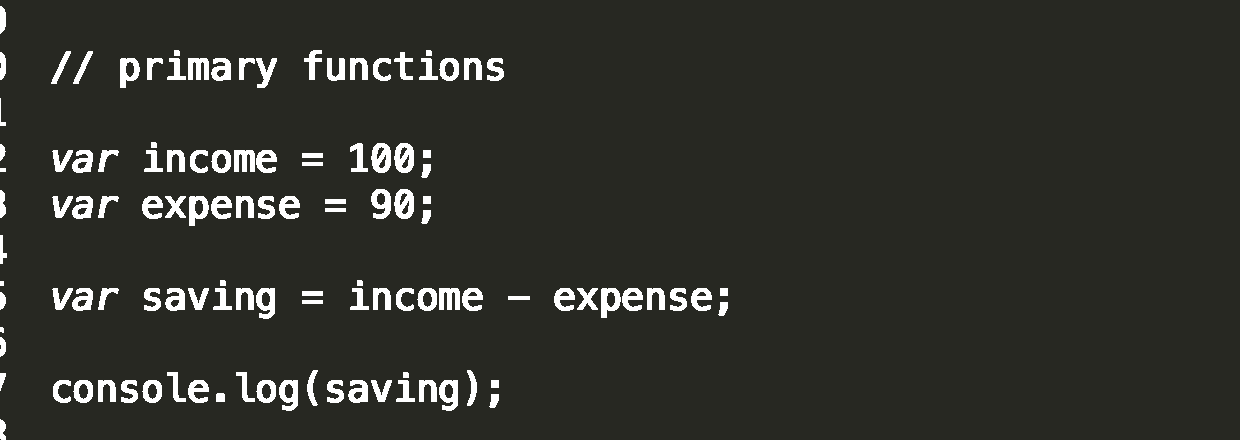 // primary functions
var income = 100;
var expense = 90;
var saving = income - expense;
console.log(saving);